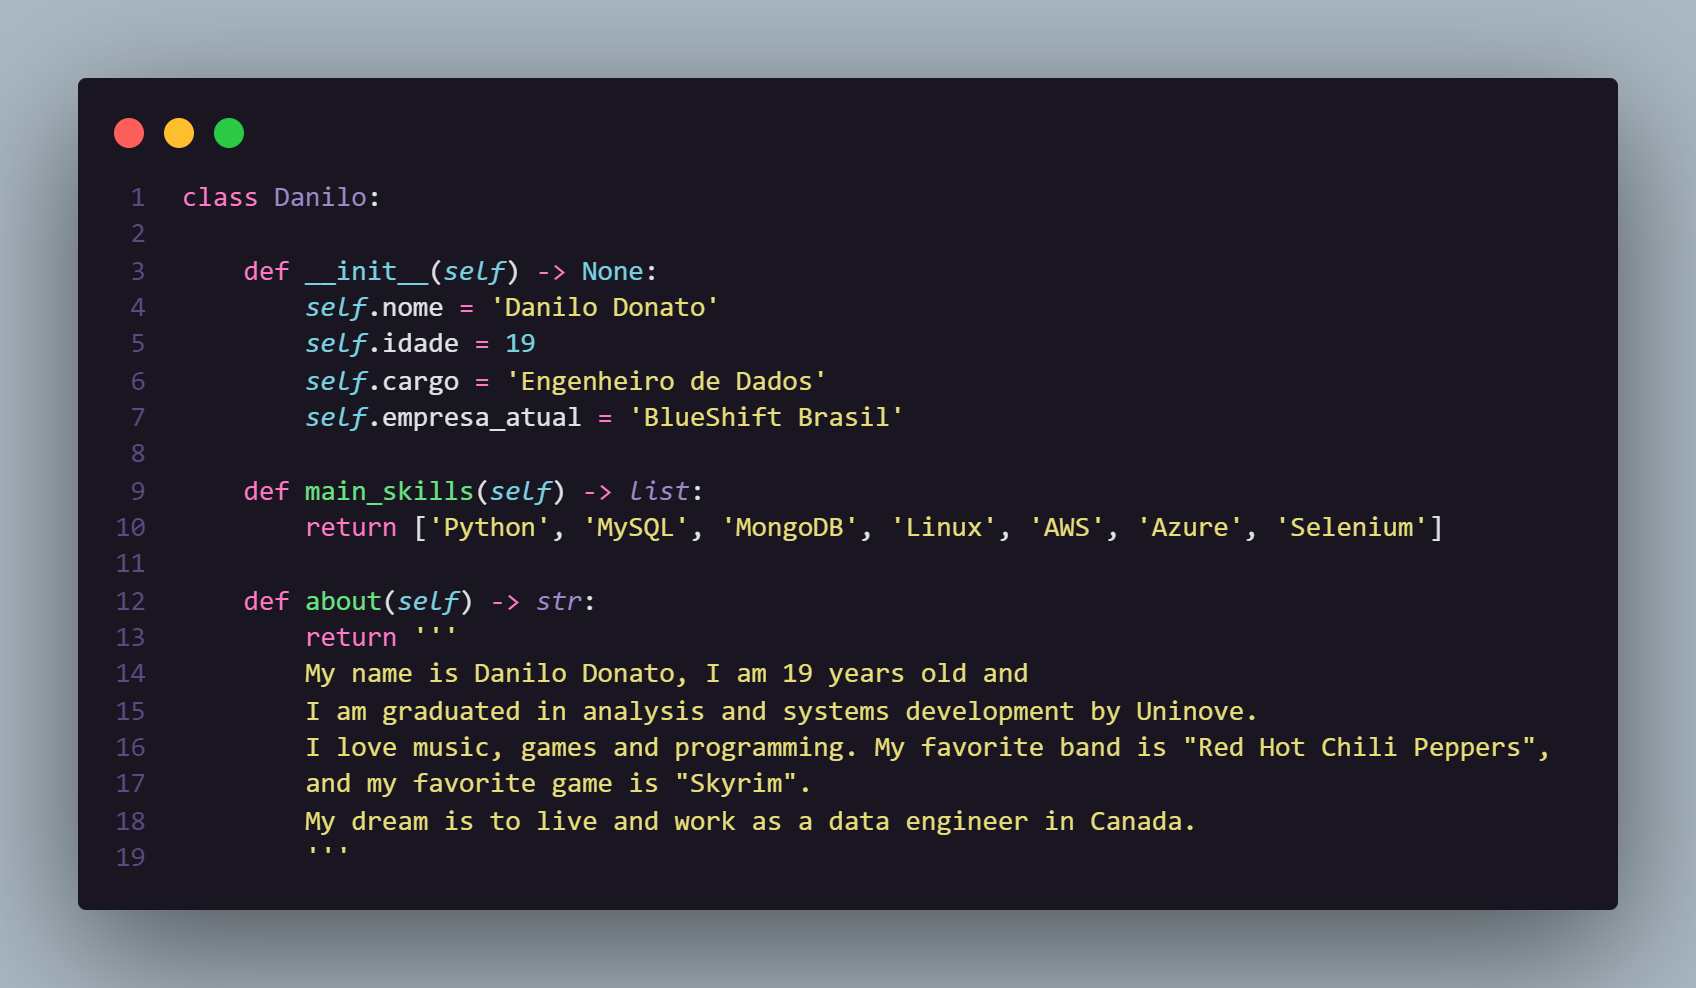 1 class Danilo:
2
3     def __init__(self) -> None:
4         self.nome = 'Danilo Donato'
5         self.idade = 19
6         self.cargo = 'Engenheiro de Dados'
7         self.empresa_atual = 'BlueShift Brasil'
8
9     def main_skills(self) -> list:
10         return ['Python', 'MySQL', 'MongoDB', 'Linux', 'AWS', 'Azure', 'Selenium']
11
12     def about(self) -> str:
13         return '''
14         My name is Danilo Donato, I am 19 years old and
15         I am graduated in analysis and systems development by Uninove.
16         I love music, games and programming. My favorite band is "Red Hot Chili Peppers",
17         and my favorite game is "Skyrim".
18         My dream is to live and work as a data engineer in Canada.
19         '''